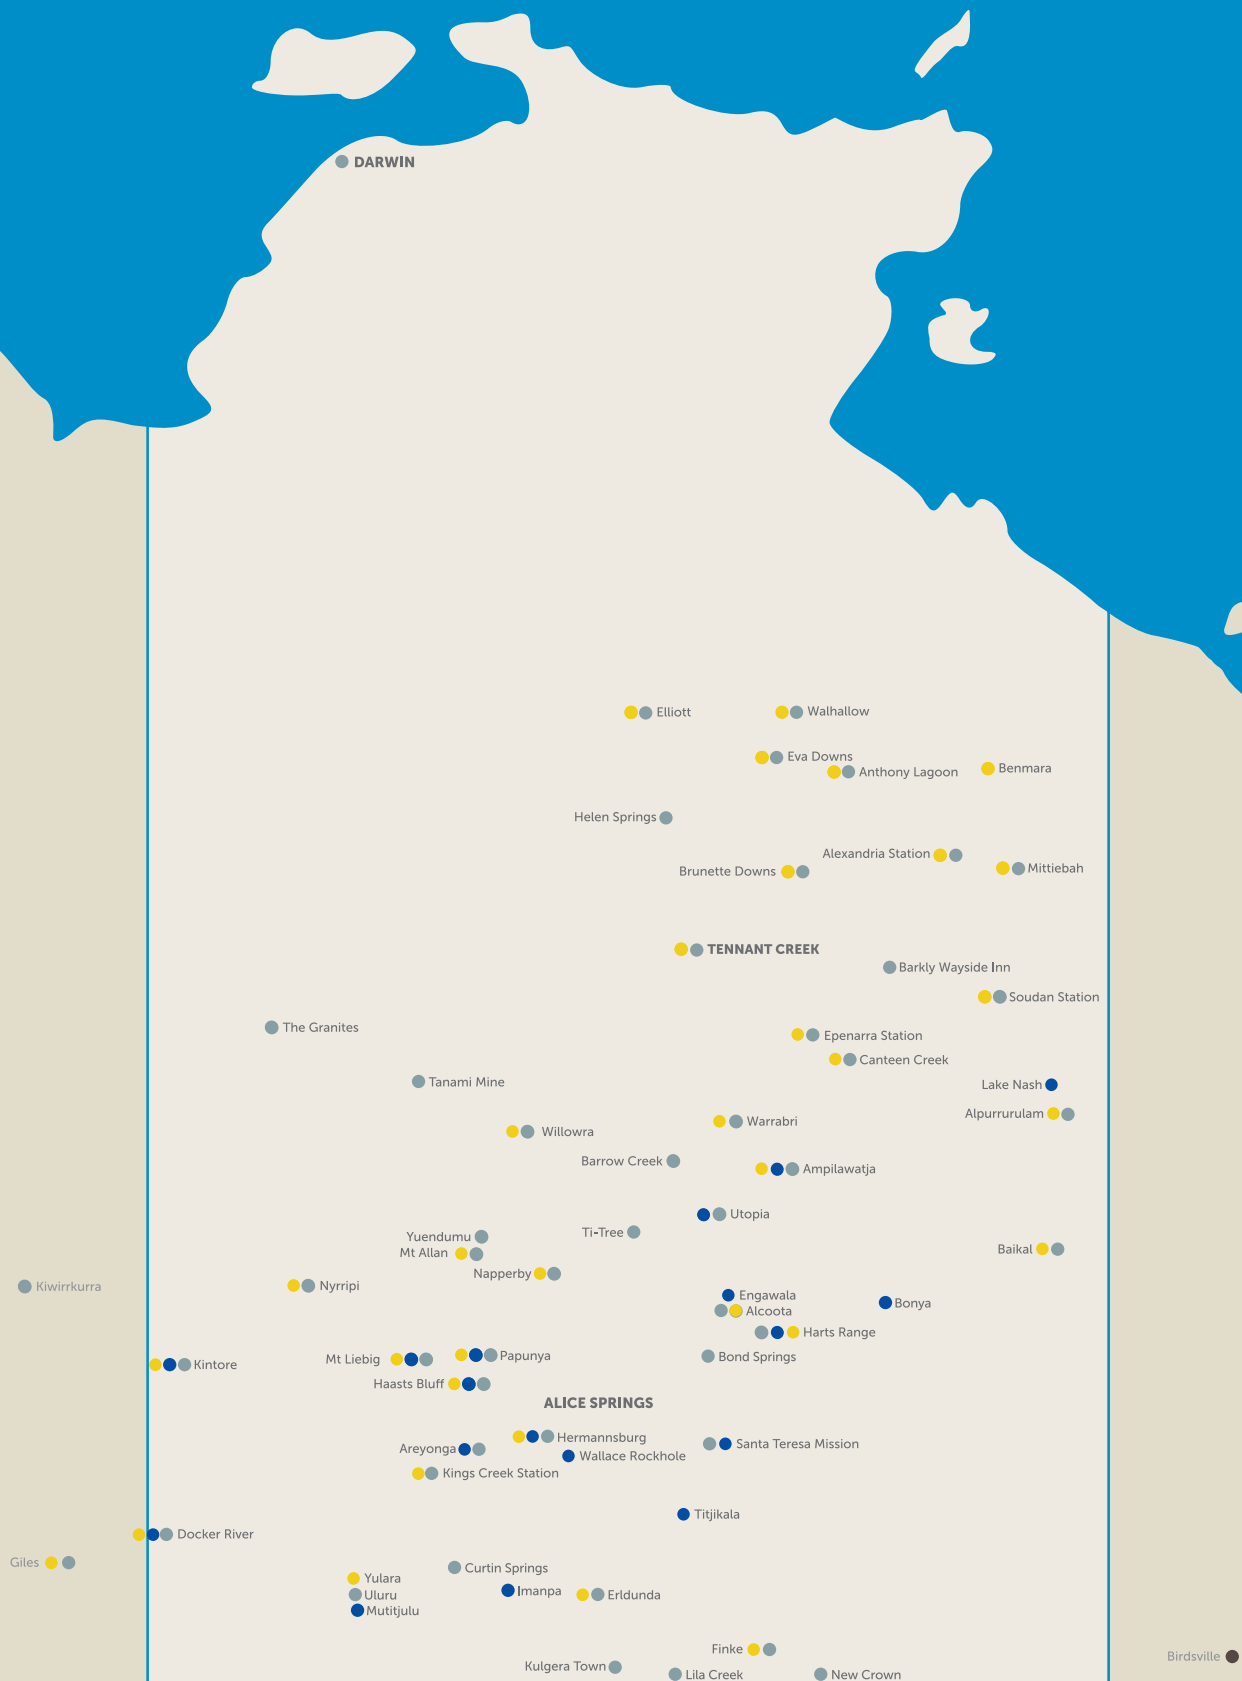 DARWIN
Elliott
Walhallow
Eva Downs
Anthony Lagoon
Benmara
Helen Springs
Alexandria Station
Mittiebah
Brunette Downs
TENNANT CREEK
Barkly Wayside Inn
Soudan Station
The Granites
Epenarra Station
Canteen Creek
Tanami Mine
Lake Nash
Alpurrurulam
Warrabri
Willowra
Barrow Creek
Ampilawatja
Utopia
Ti-Tree
Yuendumu
Mt Allan
Baikal
Napperby
Kiwirrkurra
Nyrripi
Engawala
Bonya
Alcoota
Harts Range
Mt Liebig
Papunya
Bond Springs
Kintore
Haasts Bluff
ALICE SPRINGS
Hermannsburg
Areyonga
Santa Teresa Mission
Wallace Rockhole
Kings Creek Station
Titjikala
Docker River
Giles
Curtin Springs
Yulara
Imanpa
Uluru
Erldunda
Mutitjulu
Finke
Birdsville
Kulgera Town
Lila Creek
New Crown